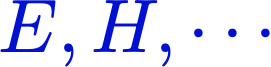 E, H, ⋯